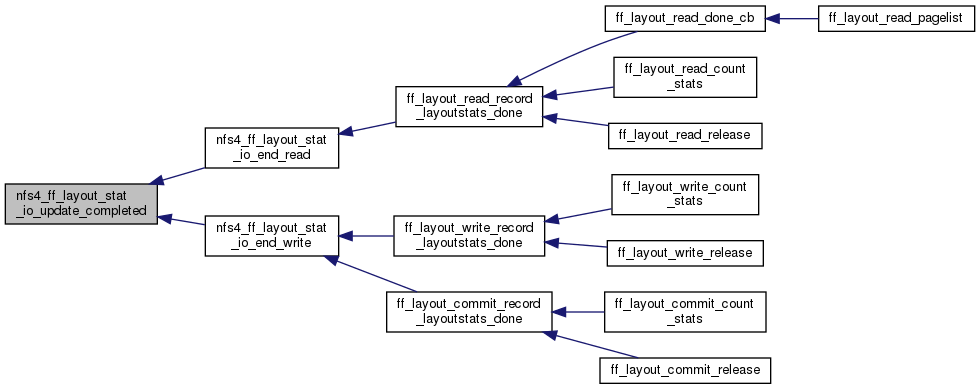 ff_layout_read_done_cb
ff_layout_read_pagelist
ff_layout_read_count
_stats
ff_layout_read_record
_layoutstats_done
ff_layout_read_release
nfs4_ff_layout_stat
_io_end_read
nfs4_ff_layout_stat
_io_update_completed
ff_layout_write_count
_stats
nfs4_ff_layout_stat
_io_end_write
ff_layout_write_record
_layoutstats_done
ff_layout_write_release
ff_layout_commit_record
_layoutstats_done
ff_layout_commit_count
_stats
ff_layout_commit_release